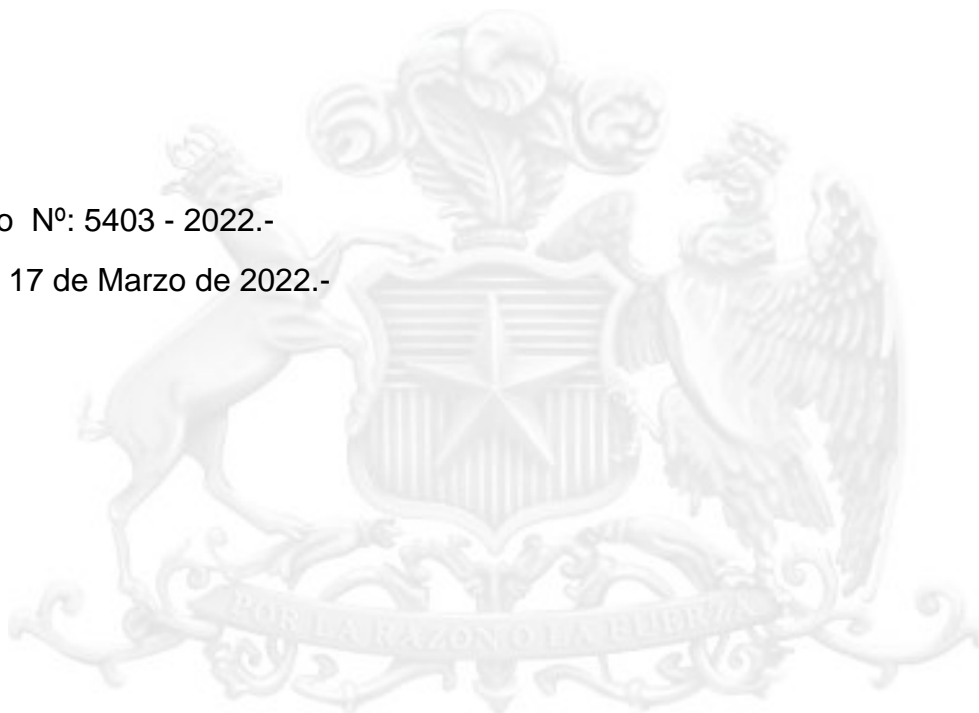 o Nº: 5403 - 2022.-
17 de Marzo de 2022.-
POR LA RAZON O LA FUERZA